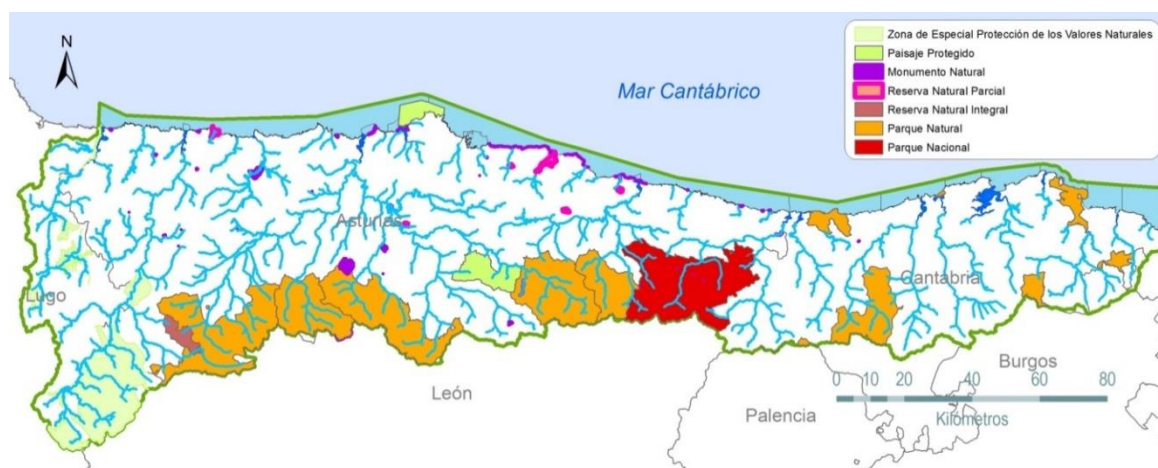 N
Mar Cantábrico
Zona de Especial Protección de los Valores Naturales
Paisaje Protegido
Monumento Natural
Reserva Natural Parcial
Reserva Natural Integral
Parque Natural
Parque Nacional
Asturias
Lugo
Cantabria
León
Palencia
Burgos
0 10 20 40 60 80
Kilómetros